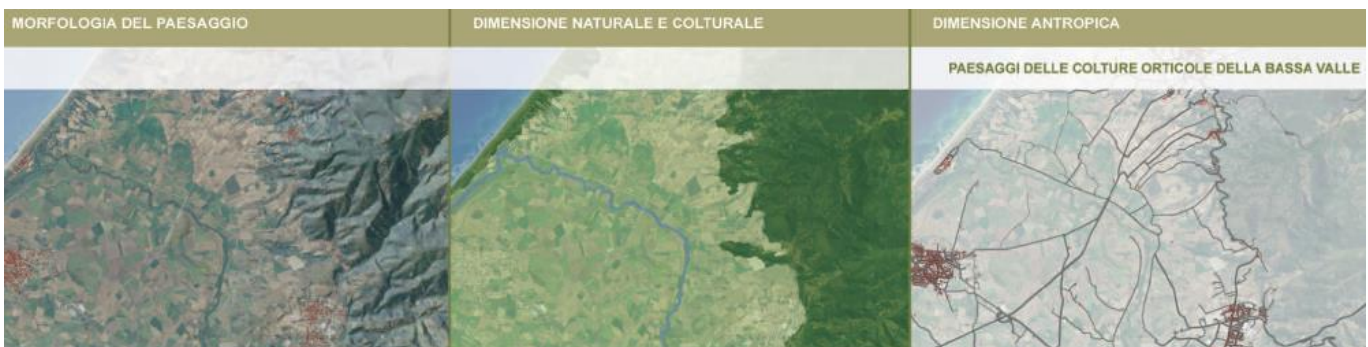 MORFOLOGIA DEL PAESAGGIO
DIMENSIONE NATURALE E COLTURALE
DIMENSIONE ANTROPICA
PAESAGGI DELLE COLTURE ORTICOLE DELLA BASSA VALLE